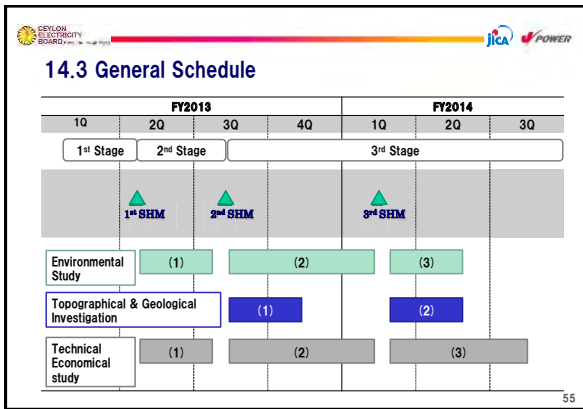 CEYLON
ELECTRICITY
BOARD
jICA
POWER
14.3 General Schedule
FY2013 FY2014
1Q 2Q 3Q 4Q 1Q 2Q 3Q
1st Stage 2nd Stage 3rd Stage
1st SHM 2nd SHM 3rd SHM
Environmental
Study
(1) (2) (3)
Topographical & Geological
Investigation
(1) (2)
Technical
Economical
study
(1) (2) (3)
55